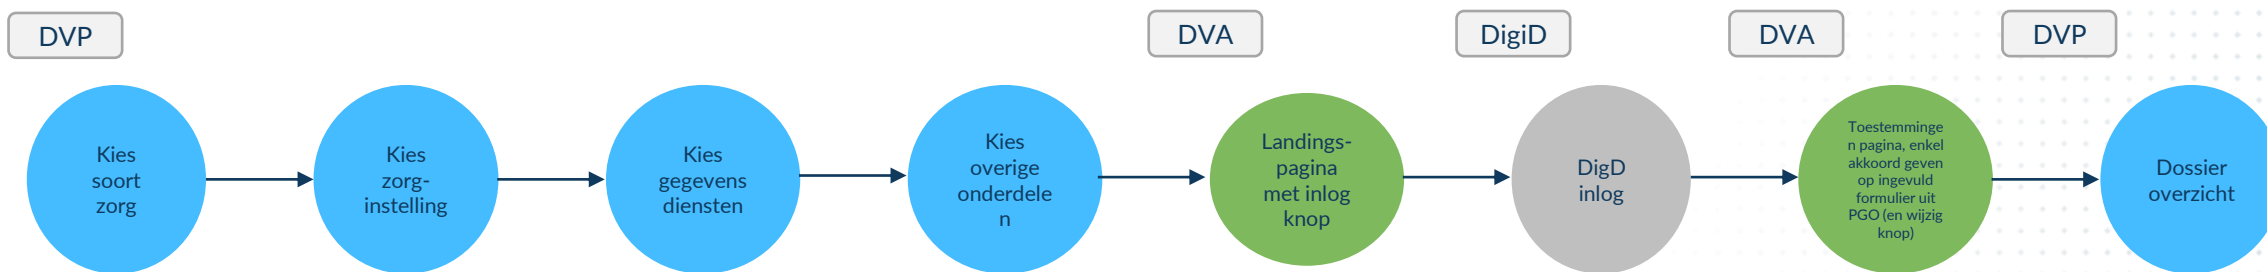 DVP
DVA
DigiD
DVA
DVP
Kies
soort
zorg
Kies
zorg-
instelling
Kies
gegevens
diensten
Kies
overige
onderdele
n
Landings-
pagina
met inlog
knop
DigD
inlog
Toestemminge
n pagina, enkel
akkoord geven
op ingevuld
formulier uit
PGO (en wijzig
knop)
Dossier
overzicht